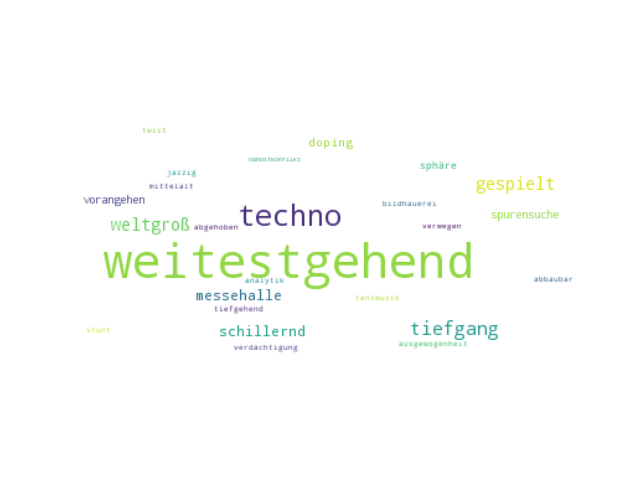 twist
doping
nahostkonflikt
sphäre
jazzig
gespielt
mittelalt
vorangehen
bildhauerei
techno
spurensuche
weltgroß
abgehoben
verwegen
weitestgehend
abbaubar
analytik
messehalle
tanzmusik
tiefgehend
schillernd
tiefgang
stunt
ausgewogenheit
verdächtigung